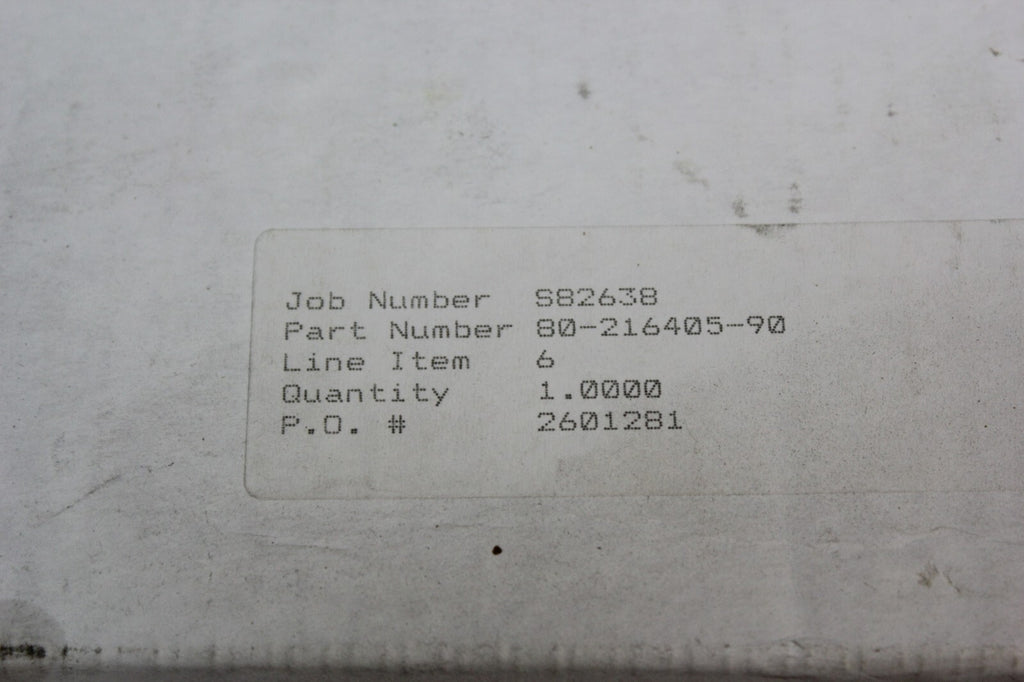 Job Number S82638
Part Number 80-216405-90
Line Item 6
Quantity 1.0000
P.O. # 2601281